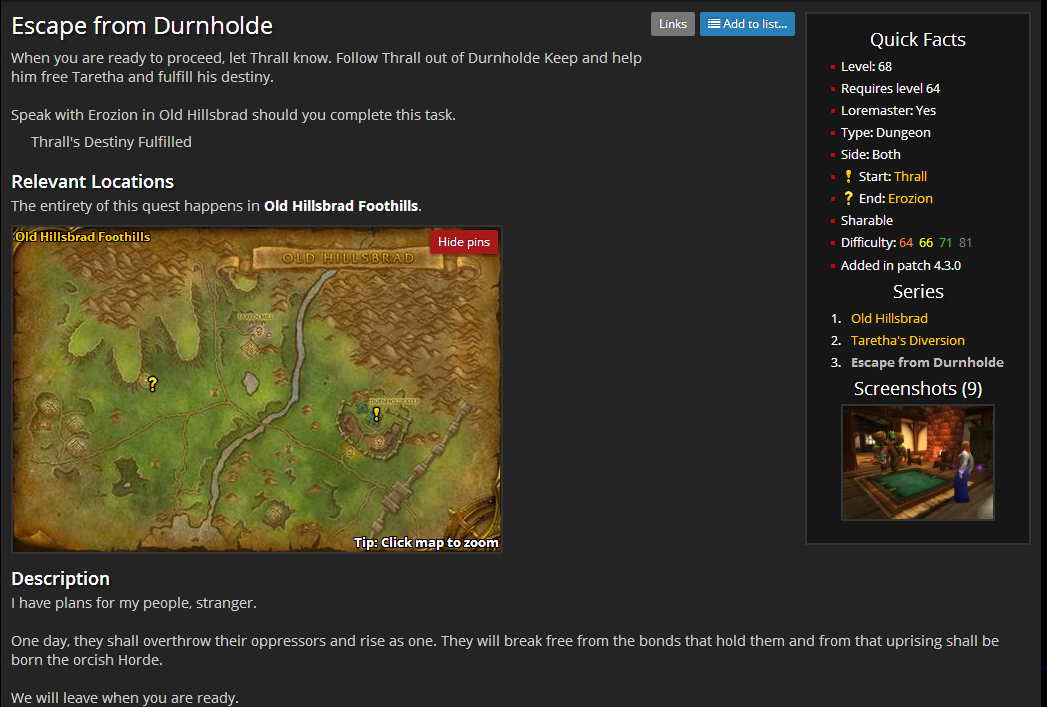 Escape from Durnholde
Links
Add to list...
When you are ready to proceed, let Thrall know. Follow Thrall out of Durnholde Keep and help
him free Taretha and fulfill his destiny.
Speak with Erozion in Old Hillsbrad should you complete this task.
Thrall's Destiny Fulfilled
Relevant Locations
The entirety of this quest happens in Old Hillsbrad Foothills.
Old Hillsbrad Foothills
Hide pins
OLD HILLSBRAD
TARREN MILL
DURNHOLDE KEEP
Tip: Click map to zoom
Description
I have plans for my people, stranger.
One day, they shall overthrow their oppressors and rise as one. They will break free from the bonds that hold them and from that uprising shall be
born the orcish Horde.
We will leave when you are ready.
Quick Facts
Level: 68
Requires level 64
Loremaster: Yes
Type: Dungeon
Side: Both
! Start: Thrall
? End: Erozion
Sharable
Difficulty: 64 66 71 81
Added in patch 4.3.0
Series
1. Old Hillsbrad
2. Taretha's Diversion
3. Escape from Durnholde
Screenshots (9)